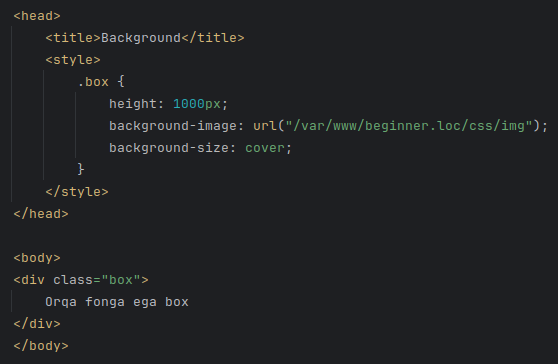 <head>
    <title>Background</title>
    <style>
        .box {
            height: 1000px;
            background-image: url("/var/www/beginner.loc/css/img");
            background-size: cover;
        }
    </style>
</head>

<body>
<div class="box">
    Orqa fonga ega box
</div>
</body>